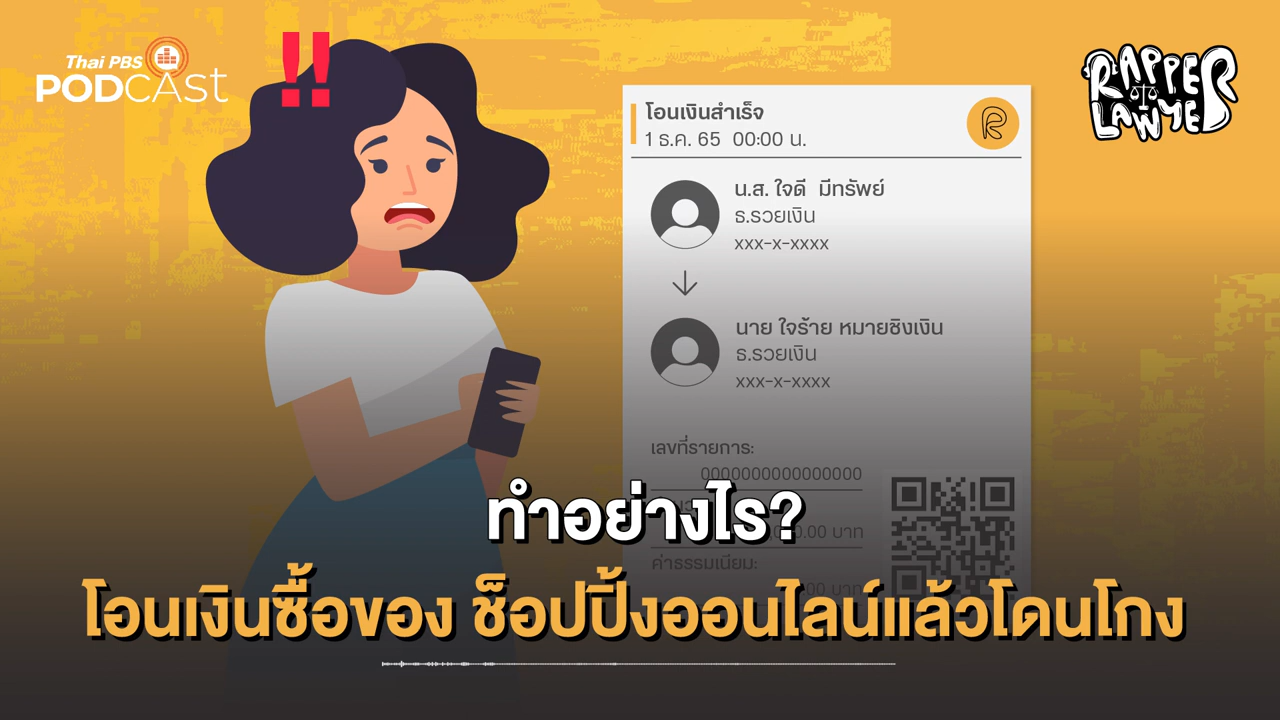 Thai PBS
PODCAst
!!
RAPPER
LAWYER
โอนเงินสำเร็จ
1 ธ.ค. 65 00:00 น.
น.ส. ใจดี มีทรัพย์
ธ.รวยเงิน
xxx-x-xxxx
นาย ใจร้าย หมายชิงเงิน
ธ.รวยเงิน
xxx-x-xxxx
เลขที่รายการ:
0000000000000000
บาท
ค่าธรรมเนียม:
ทำอย่างไร?
โอนเงินซื้อของ ช็อปปิ้งออนไลน์แล้วโดนโกง